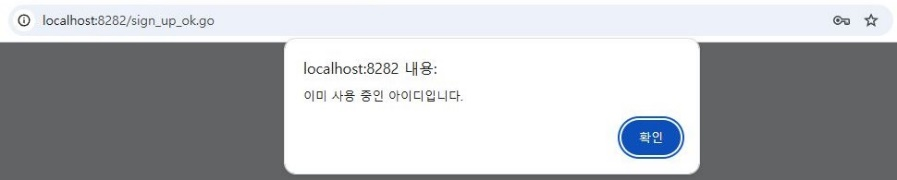 localhost:8282/sign_up_ok.go
localhost:8282 내용:
이미 사용 중인 아이디입니다.
확인